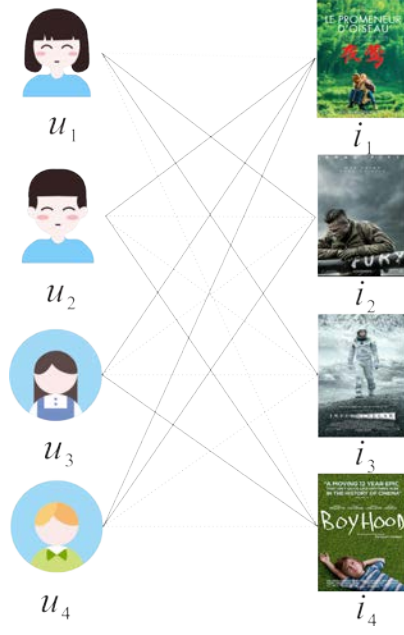 LE PROMENEUR
D'OISEAU
夜莺
u₁
i₁
FURY
u₂
i₂
u₃
i₃
"A MOVING 12 YEAR EPIC
IN THE HISTORY OF CINEMA"
BOYHOOD
u₄
i₄